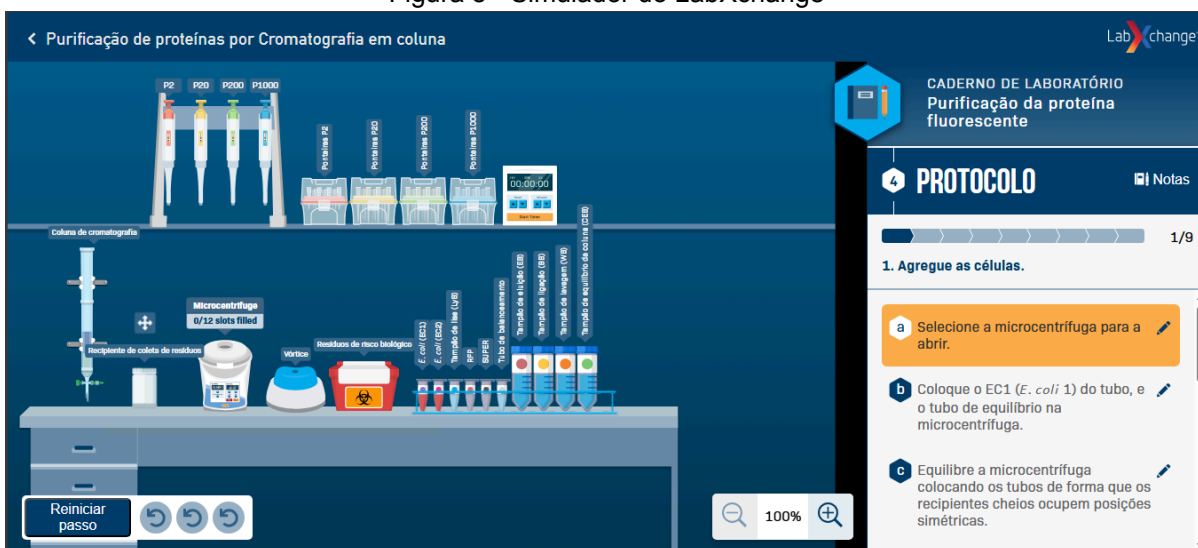 < Purificação de proteínas por Cromatografia em coluna
LabXchange
P2 P20 P200 P1000
Ponteiras P2
Ponteiras P20
Ponteiras P200
Ponteiras P1000
00:00:00
Start Timer
Coluna de cromatografia
Recipiente de coleta de resíduos
Microcentrífuga
0/12 slots filled
Vórtice
Resíduos de risco biológico
E. coli (EC1)
E. coli (EC2)
Tampão de lise (LyB)
RFP
SUPER
Tubo de balanceamento
Tampão de eluição (EB)
Tampão de ligação (BB)
Tampão de lavagem (WB)
Tampão de equilíbrio da coluna (CEB)
Reiniciar
passo
100%
CADERNO DE LABORATÓRIO
Purificação da proteína
fluorescente
4 PROTOCOLO
Notas
1/9
1. Agregue as células.
a Selecione a microcentrífuga para a
abrir.
b Coloque o EC1 (E. coli 1) do tubo, e
o tubo de equilíbrio na
microcentrífuga.
c Equilibre a microcentrífuga
colocando os tubos de forma que os
recipientes cheios ocupem posições
simétricas.